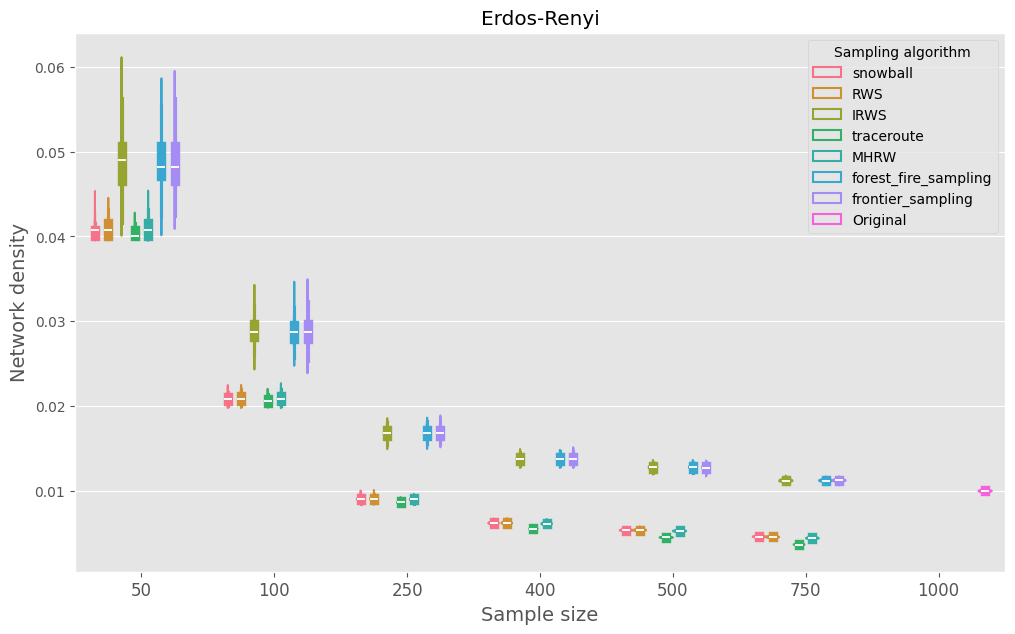 Erdos-Renyi
Sampling algorithm
snowball
RWS
IRWS
traceroute
MHRW
forest_fire_sampling
frontier_sampling
Original
Network density
0.06
0.05
0.04
0.03
0.02
0.01
50 100 250 400 500 750 1000
Sample size